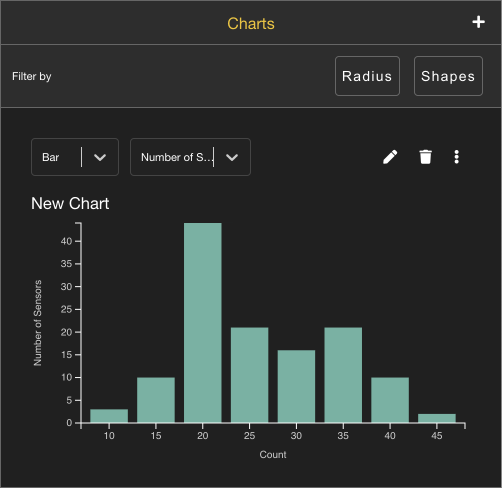 Charts
+
Filter by
Radius
Shapes
Bar
Number of S...
New Chart
Number of Sensors
40
35
30
25
20
15
10
5
0
10 15 20 25 30 35 40 45
Count